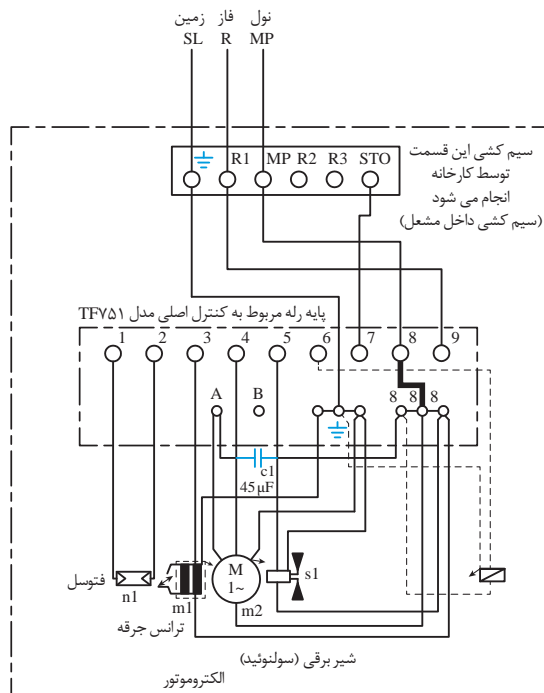 زمین فاز نول
SL R MP
R1 MP R2 R3 STO
سیم کشی این قسمت
توسط کارخانه
انجام می شود
(سیم کشی داخل مشعل)
پایه رله مربوط به کنترل اصلی مدل TF۷۵۱
1 2 3 4 5 6 7 8 9
A B 8 8 8
c1
45μF
M
1~
فتوسل
n1
m1
m2
s1
ترانس جرقه
شیر برقی (سولنوئید)
الکتروموتور